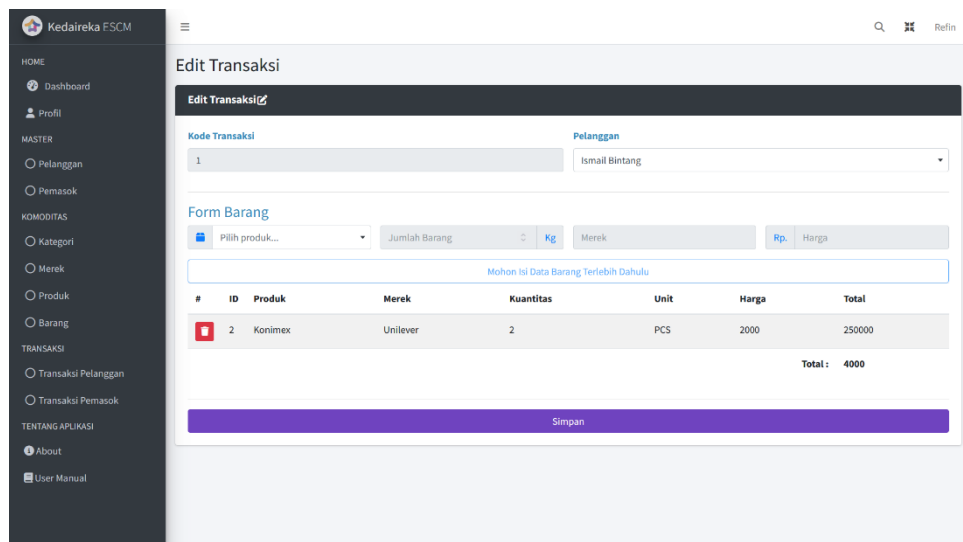 Kedaireka ESCM
Refin
HOME
Dashboard
Profil
MASTER
Pelanggan
Pemasok
KOMODITAS
Kategori
Merek
Produk
Barang
TRANSAKSI
Transaksi Pelanggan
Transaksi Pemasok
TENTANG APLIKASI
About
User Manual
Edit Transaksi
Edit Transaksi
Kode Transaksi Pelanggan
1 Ismail Bintang
Form Barang
Pilih produk... Jumlah Barang Kg Merek Rp. Harga
Mohon Isi Data Barang Terlebih Dahulu
# ID Produk Merek Kuantitas Unit Harga Total
2 Konimex Unilever 2 PCS 2000 250000
Total : 4000
Simpan